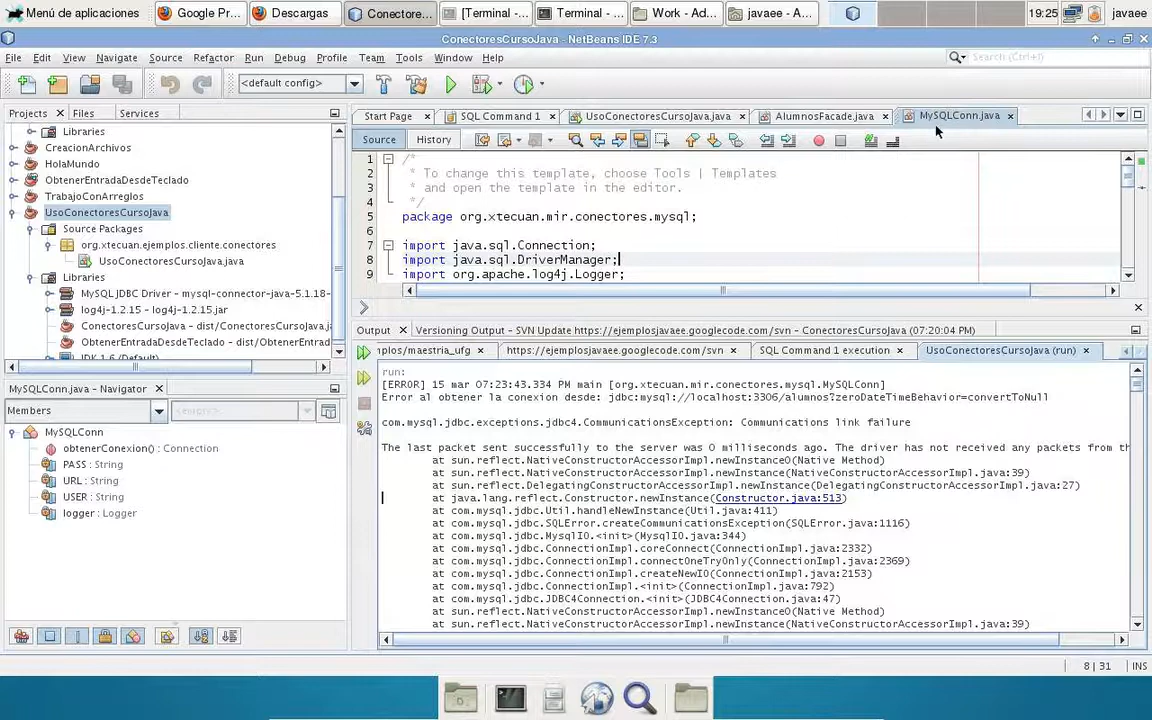 Menú de aplicaciones
Google Pr...
Descargas
Conectore...
[Terminal -...
Terminal - ...
Work - Ad...
javaee - A...
19:25
javaee
ConectoresCursoJava - NetBeans IDE 7.3
File Edit View Navigate Source Refactor Run Debug Profile Team Tools Window Help
Search (Ctrl+I)
<default config>
Projects Files Services
Libraries
CreacionArchivos
HolaMundo
ObtenerEntradaDesdeTeclado
TrabajoConArreglos
UsoConectoresCursoJava
Source Packages
org.xtecuan.ejemplos.cliente.conectores
UsoConectoresCursoJava.java
Libraries
MySQL JDBC Driver - mysql-connector-java-5.1.18-
log4j-1.2.15 - log4j-1.2.15.jar
ConectoresCursoJava - dist/ConectoresCursoJava.ja
ObtenerEntradaDesdeTeclado - dist/ObtenerEntrada
JDK 1.6 (Default)
MySQLConn.java - Navigator
Members
<empty>
MySQLConn
obtenerConexion() : Connection
PASS : String
URL : String
USER : String
logger : Logger
Start Page
SQL Command 1
UsoConectoresCursoJava.java
AlumnosFacade.java
MySQLConn.java
Source History
1 /*
2 * To change this template, choose Tools | Templates
3 * and open the template in the editor.
4 */
5 package org.xtecuan.mir.conectores.mysql;
6
7 import java.sql.Connection;
8 import java.sql.DriverManager;
9 import org.apache.log4j.Logger;
Output
Versioning Output - SVN Update https://ejemplosjavaee.googlecode.com/svn - ConectoresCursoJava (07:20:04 PM)
nplos/maestria_ufg
https://ejemplosjavaee.googlecode.com/svn
SQL Command 1 execution
UsoConectoresCursoJava (run)
run:
[ERROR] 15 mar 07:23:43.334 PM main [org.xtecuan.mir.conectores.mysql.MySQLConn]
Error al obtener la conexion desde: jdbc:mysql://localhost:3306/alumnos?zeroDateTimeBehavior=convertToNull
com.mysql.jdbc.exceptions.jdbc4.CommunicationsException: Communications link failure
The last packet sent successfully to the server was 0 milliseconds ago. The driver has not received any packets from th
at sun.reflect.NativeConstructorAccessorImpl.newInstance0(Native Method)
at sun.reflect.NativeConstructorAccessorImpl.newInstance(NativeConstructorAccessorImpl.java:39)
at sun.reflect.DelegatingConstructorAccessorImpl.newInstance(DelegatingConstructorAccessorImpl.java:27)
at java.lang.reflect.Constructor.newInstance(Constructor.java:513)
at com.mysql.jdbc.Util.handleNewInstance(Util.java:411)
at com.mysql.jdbc.SQLError.createCommunicationsException(SQLError.java:1116)
at com.mysql.jdbc.MysqlIO.<init>(MysqlIO.java:344)
at com.mysql.jdbc.ConnectionImpl.coreConnect(ConnectionImpl.java:2332)
at com.mysql.jdbc.ConnectionImpl.connectOneTryOnly(ConnectionImpl.java:2369)
at com.mysql.jdbc.ConnectionImpl.createNewIO(ConnectionImpl.java:2153)
at com.mysql.jdbc.ConnectionImpl.<init>(ConnectionImpl.java:792)
at com.mysql.jdbc.JDBC4Connection.<init>(JDBC4Connection.java:47)
at sun.reflect.NativeConstructorAccessorImpl.newInstance0(Native Method)
at sun.reflect.NativeConstructorAccessorImpl.newInstance(NativeConstructorAccessorImpl.java:39)
8 | 31 INS